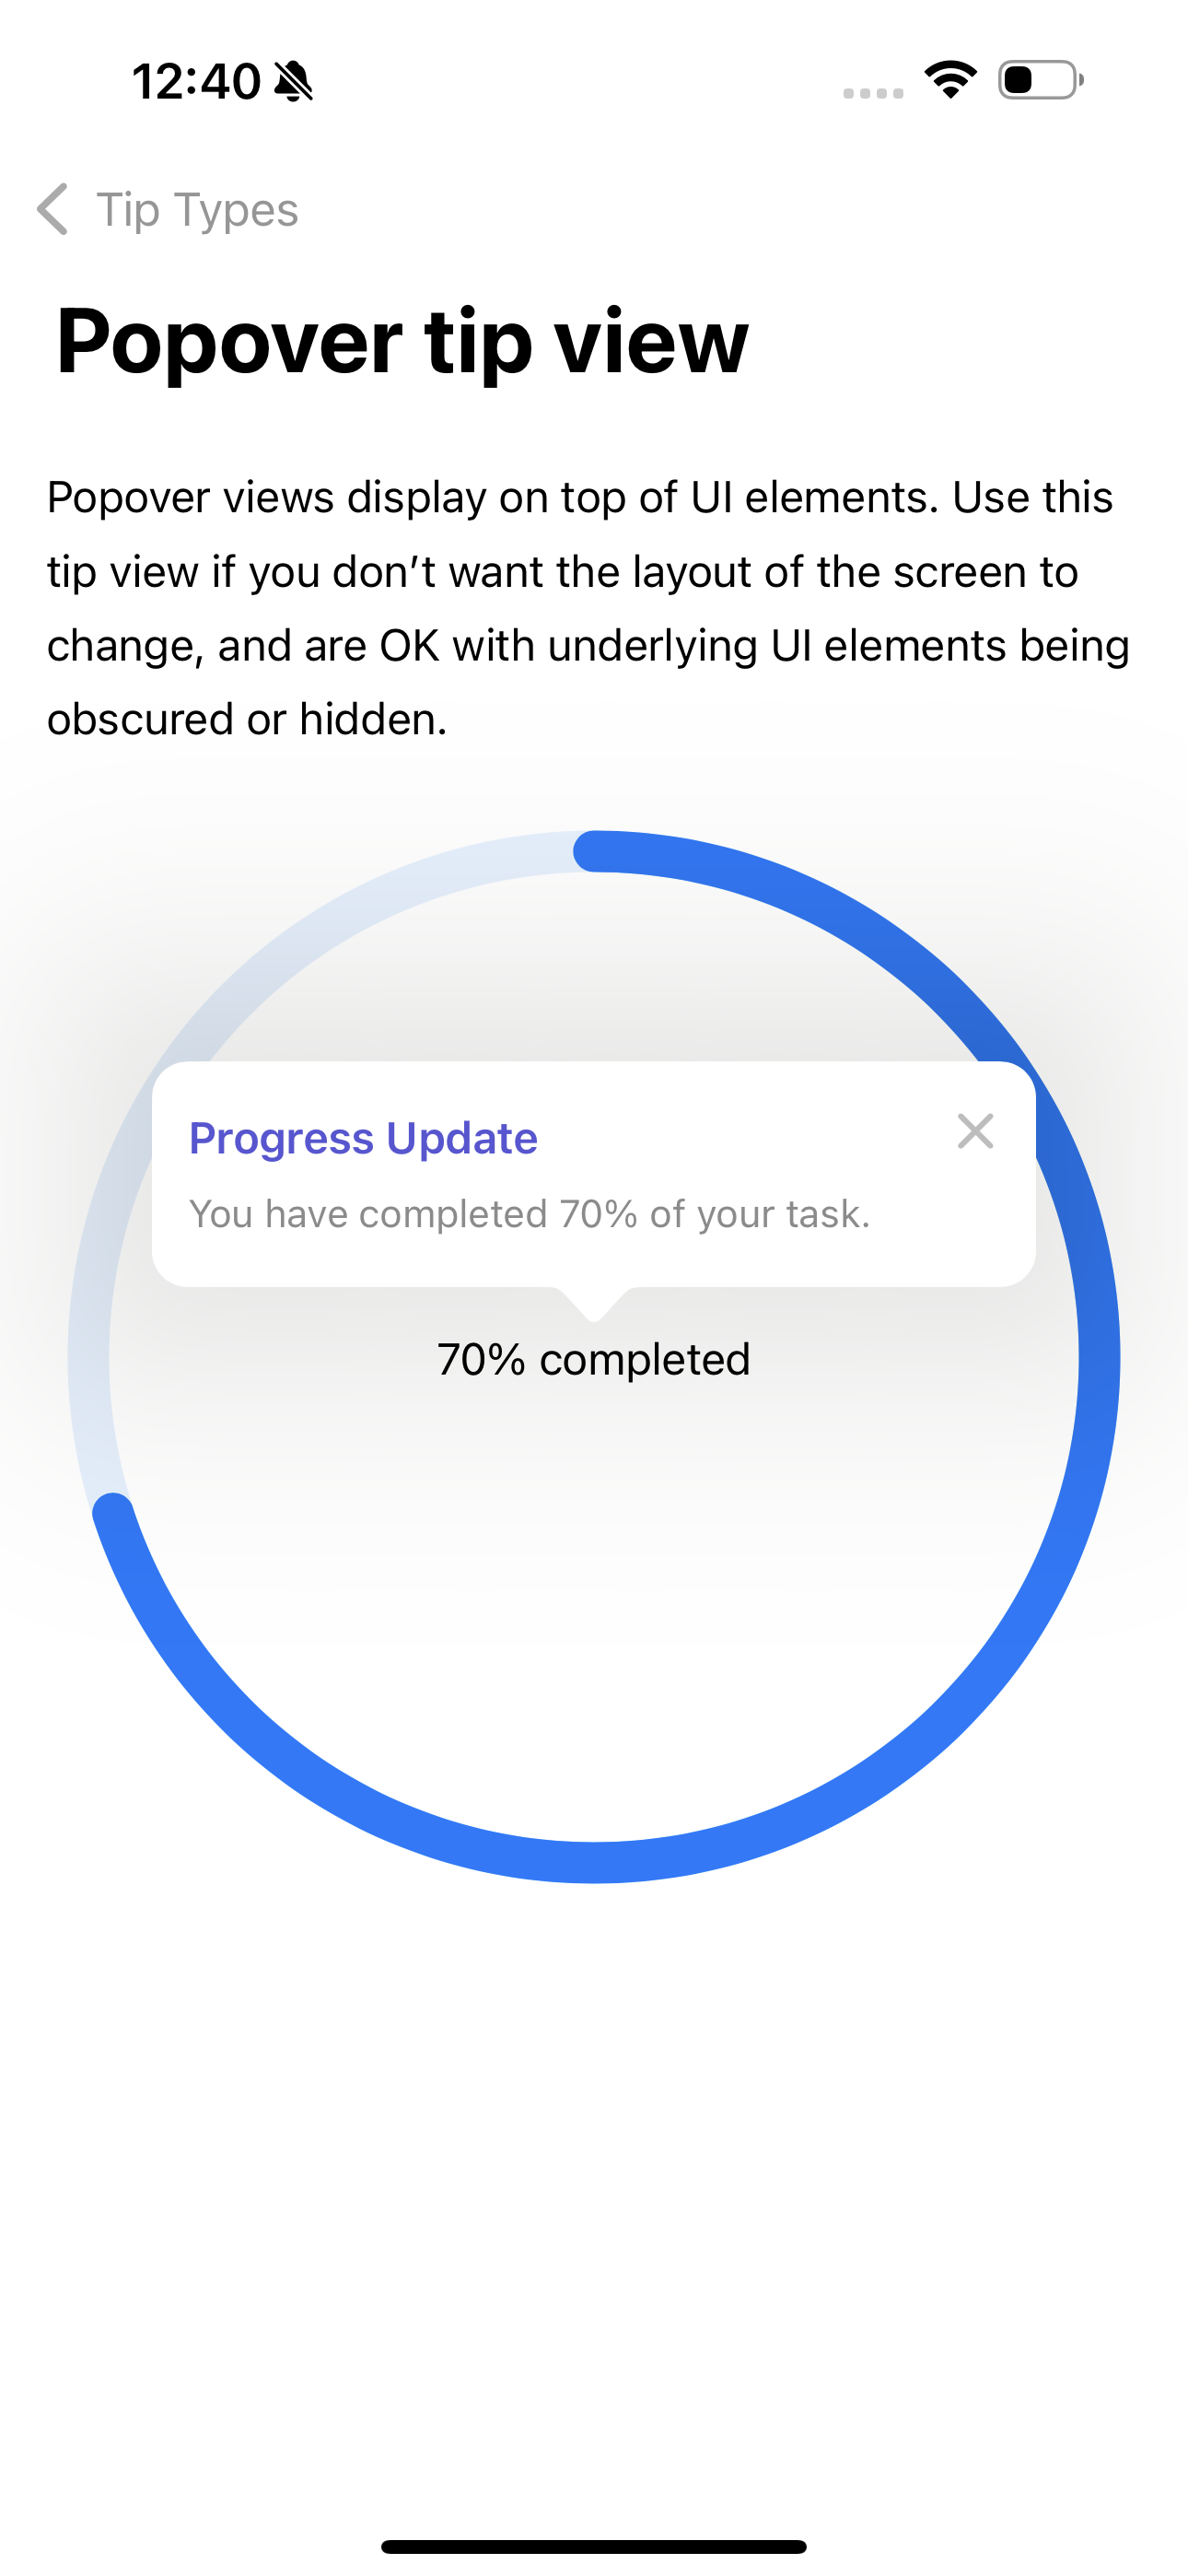 12:40
Tip Types
Popover tip view
Popover views display on top of UI elements. Use this
tip view if you don’t want the layout of the screen to
change, and are OK with underlying UI elements being
obscured or hidden.
Progress Update
You have completed 70% of your task.
70% completed